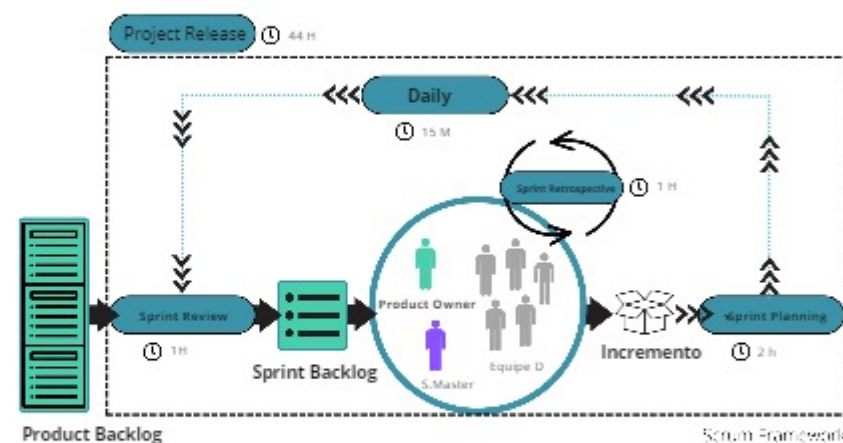 Project Release
44 H
Daily
15 M
Sprint Retrospective
1 H
Product Owner
Sprint Review
1H
Sprint Backlog
S.Master
Equipe D
Incremento
Sprint Planning
2 h
Product Backlog
Scrum Framework